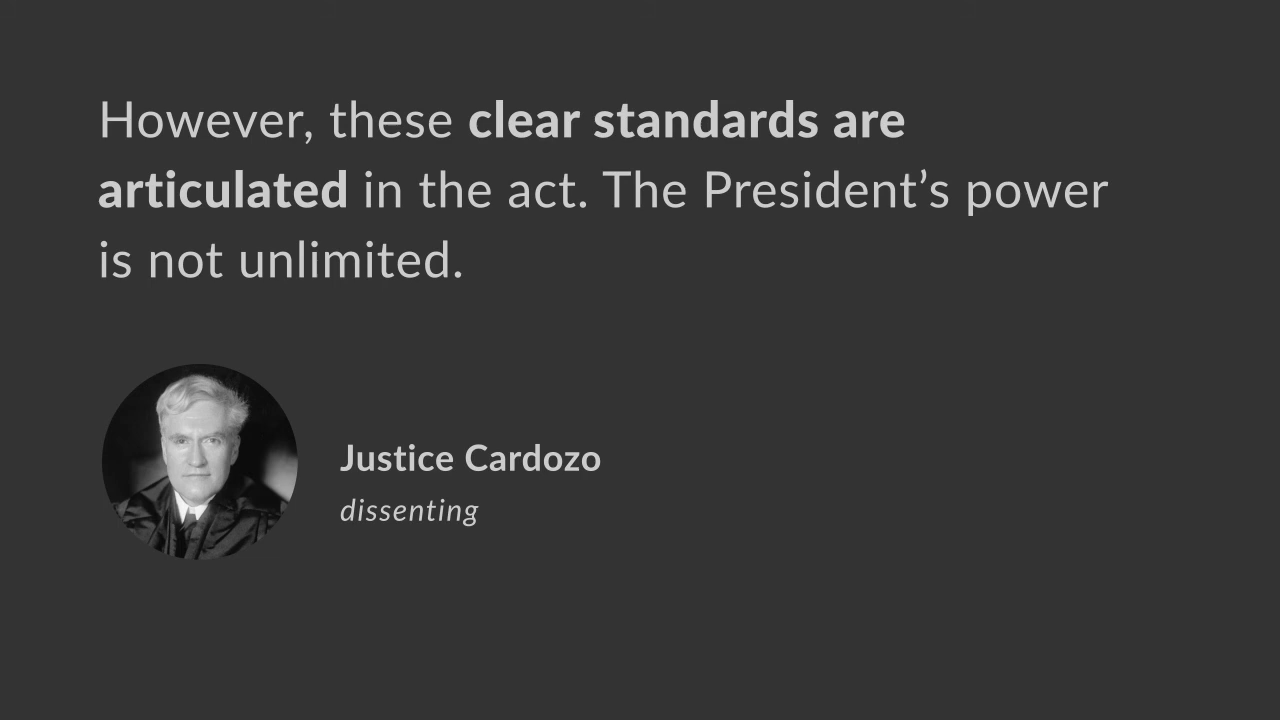 However, these clear standards are
articulated in the act. The President’s power
is not unlimited.
Justice Cardozo
dissenting